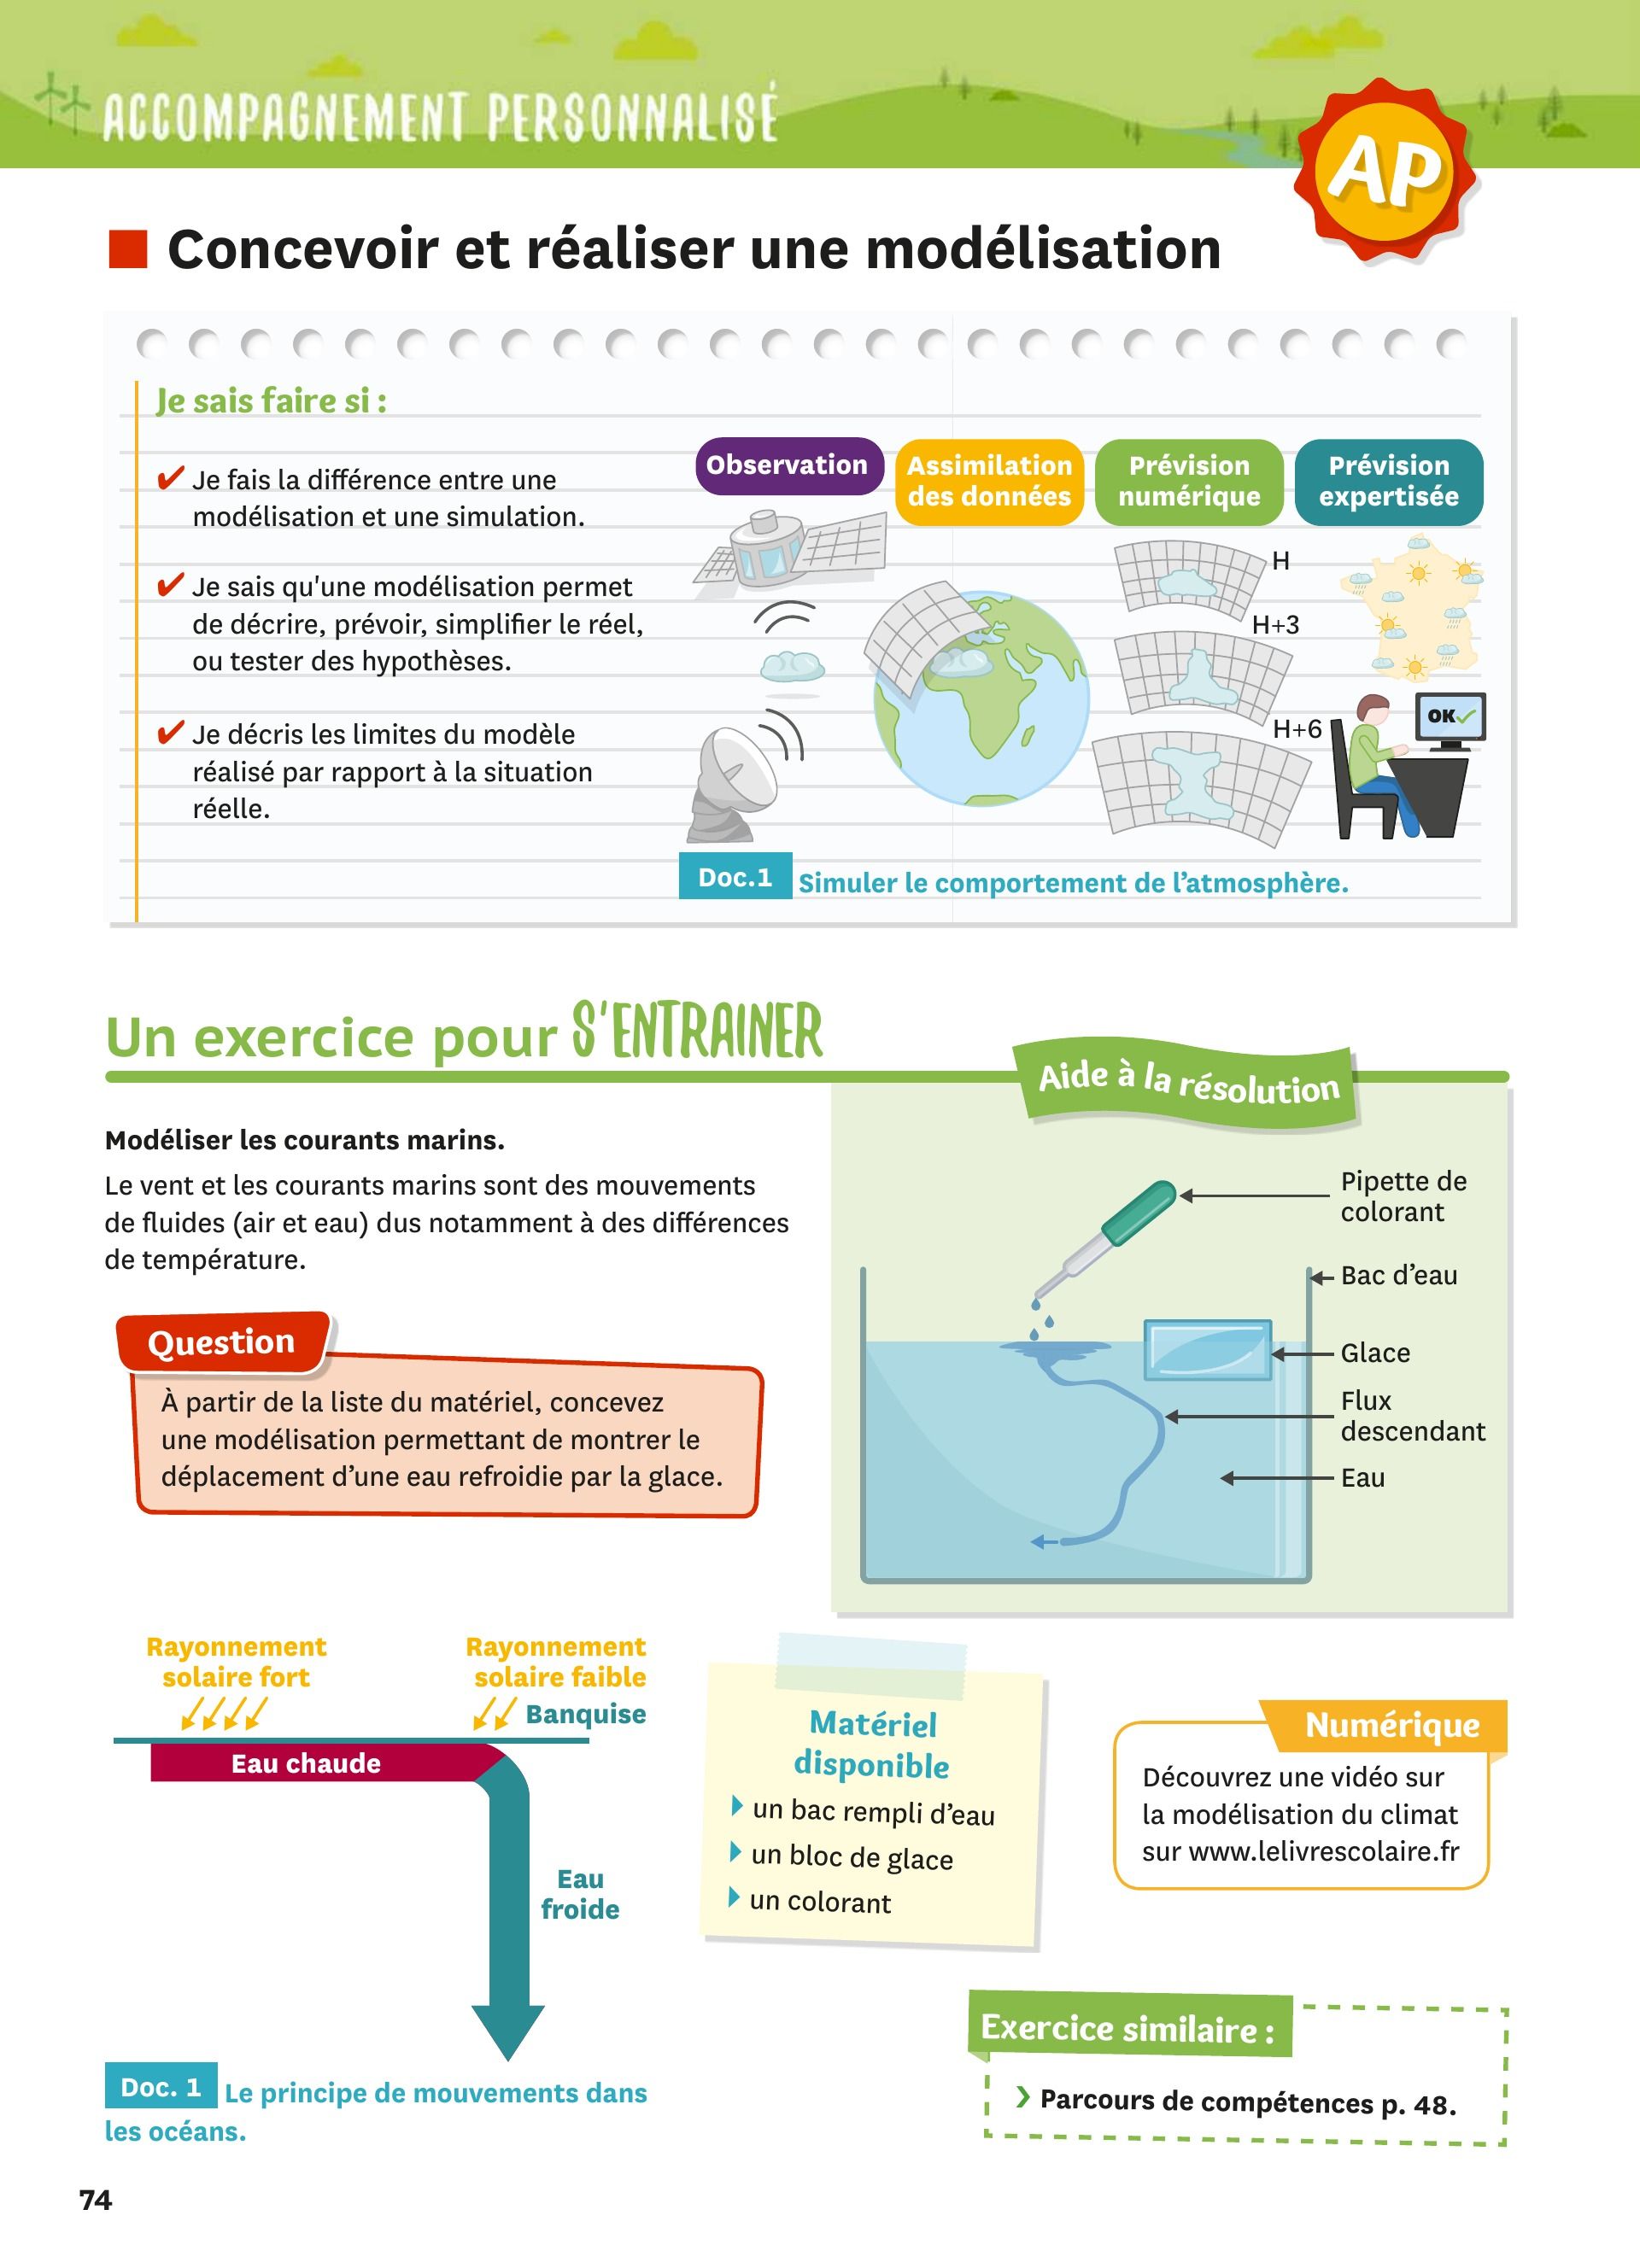 ACCOMPAGNEMENT PERSONNALISÉ
AP
Concevoir et réaliser une modélisation
Je sais faire si :
✔ Je fais la différence entre une
modélisation et une simulation.
✔ Je sais qu'une modélisation permet
de décrire, prévoir, simplifier le réel,
ou tester des hypothèses.
✔ Je décris les limites du modèle
réalisé par rapport à la situation
réelle.
Observation
Assimilation
des données
Prévision
numérique
Prévision
expertisée
H
H+3
H+6
OK✓
Doc.1 Simuler le comportement de l’atmosphère.
Un exercice pour S'ENTRAINER
Modéliser les courants marins.
Le vent et les courants marins sont des mouvements
de fluides (air et eau) dus notamment à des différences
de température.
Question
À partir de la liste du matériel, concevez
une modélisation permettant de montrer le
déplacement d’une eau refroidie par la glace.
Aide à la résolution
Pipette de
colorant
Bac d’eau
Glace
Flux
descendant
Eau
Rayonnement
solaire fort
Rayonnement
solaire faible
Banquise
Eau chaude
Eau
froide
Doc. 1 Le principe de mouvements dans
les océans.
Matériel
disponible
un bac rempli d’eau
un bloc de glace
un colorant
Numérique
Découvrez une vidéo sur
la modélisation du climat
sur www.lelivrescolaire.fr
Exercice similaire :
❯ Parcours de compétences p. 48.
74